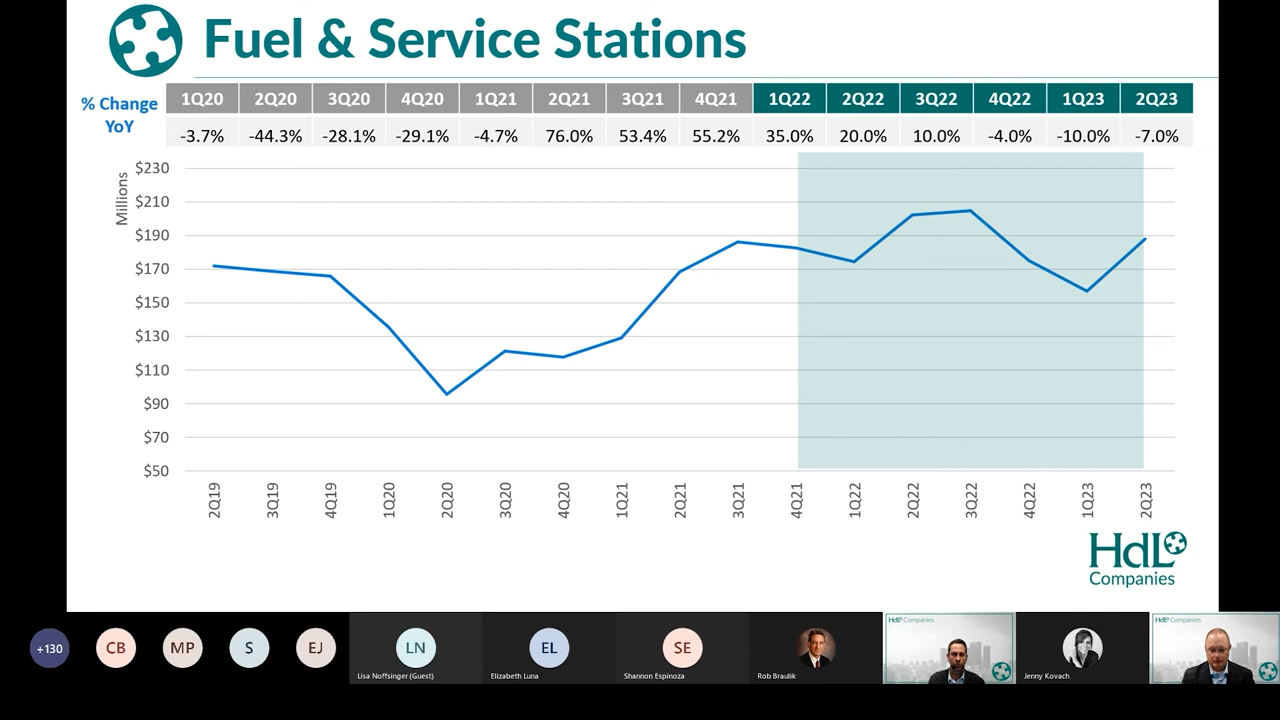 Fuel & Service Stations
% Change YoY
1Q20 2Q20 3Q20 4Q20 1Q21 2Q21 3Q21 4Q21 1Q22 2Q22 3Q22 4Q22 1Q23 2Q23
-3.7% -44.3% -28.1% -29.1% -4.7% 76.0% 53.4% 55.2% 35.0% 20.0% 10.0% -4.0% -10.0% -7.0%
Millions
$230
$210
$190
$170
$150
$130
$110
$90
$70
$50
2Q19 3Q19 4Q19 1Q20 2Q20 3Q20 4Q20 1Q21 2Q21 3Q21 4Q21 1Q22 2Q22 3Q22 4Q22 1Q23 2Q23
HdL
Companies
+130 CB MP S EJ LN EL SE
HdL Companies
HdL Companies
Lisa Noffsinger (Guest) Elizabeth Luna Shannon Espinoza Rob Braulik Jenny Kovach